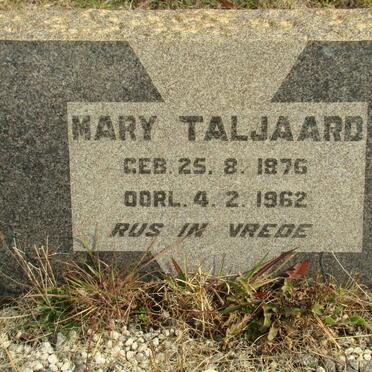 MARY TALJAARD
GEB. 25. 8. 1876
OORL. 4. 2. 1962
RUS IN VREDE